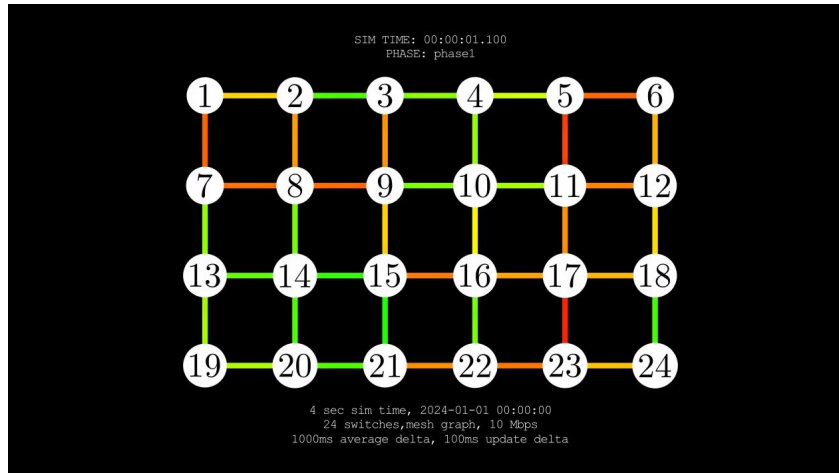 SIM TIME: 00:00:01.100
PHASE: phase1
1 2 3 4 5 6
7 8 9 10 11 12
13 14 15 16 17 18
19 20 21 22 23 24
4 sec sim time, 2024-01-01 00:00:00
24 switches,mesh graph, 10 Mbps
1000ms average delta, 100ms update delta